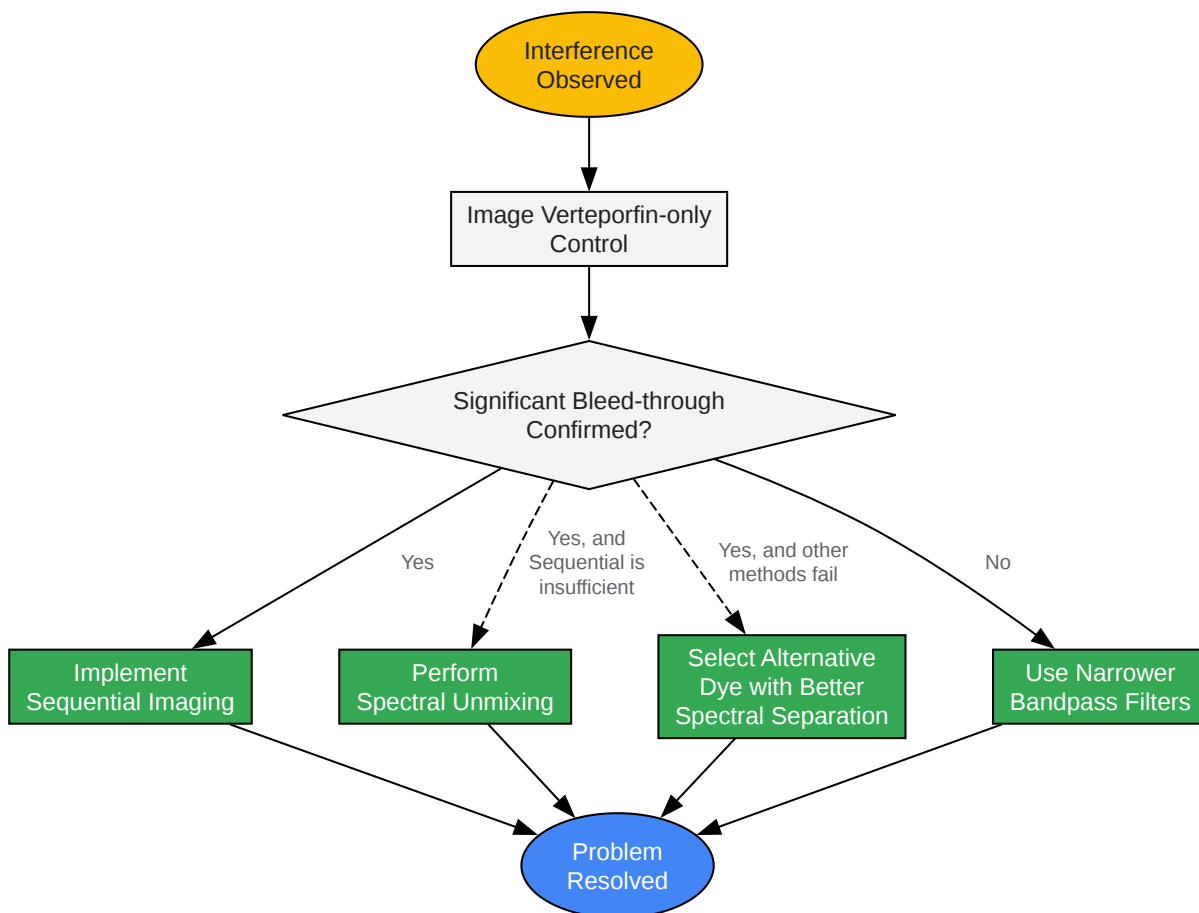 Interference
Observed
Image Verteporfin-only
Control
Significant Bleed-through
Confirmed?
Yes
Yes, and
Sequential is
insufficient
Yes, and other
methods fail
No
Implement
Sequential Imaging
Perform
Spectral Unmixing
Select Alternative
Dye with Better
Spectral Separation
Use Narrower
Bandpass Filters
Problem
Resolved